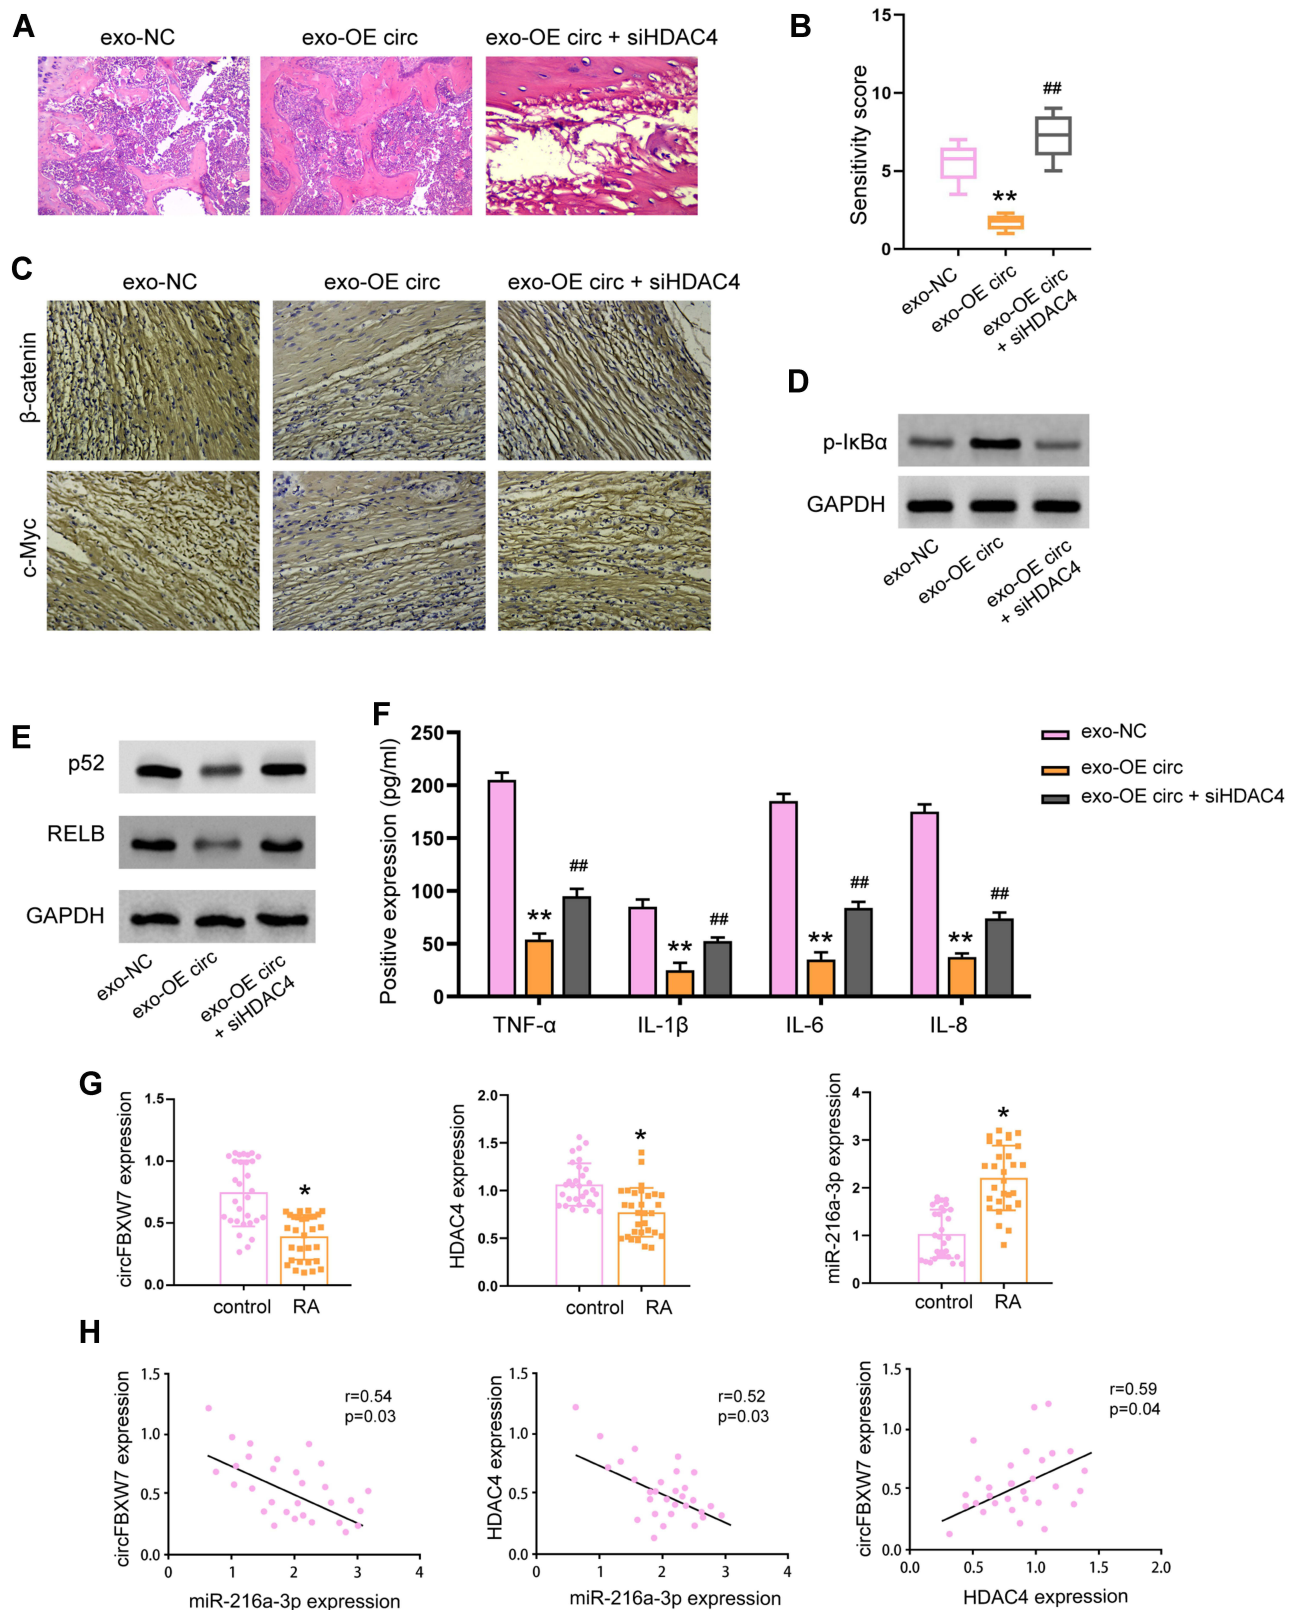 A
exo-NC
exo-OE circ
exo-OE circ + siHDAC4
B
15
10
5
0
Sensitivity score
**
##
exo-NC
exo-OE circ
exo-OE circ
+ siHDAC4
C
exo-NC
exo-OE circ
exo-OE circ + siHDAC4
β-catenin
c-Myc
D
p-IκBα
GAPDH
exo-NC
exo-OE circ
exo-OE circ
+ siHDAC4
E
p52
RELB
GAPDH
exo-NC
exo-OE circ
exo-OE circ
+ siHDAC4
F
Positive expression (pg/ml)
250
200
150
100
50
0
**
##
**
##
**
##
**
##
TNF-α
IL-1β
IL-6
IL-8
exo-NC
exo-OE circ
exo-OE circ + siHDAC4
G
circFBXW7 expression
1.5
1.0
0.5
0.0
*
control
RA
HDAC4 expression
2.0
1.5
1.0
0.5
0.0
*
control
RA
miR-216a-3p expression
4
3
2
1
0
*
control
RA
H
circFBXW7 expression
1.5
1.0
0.5
0.0
r=0.54
p=0.03
0
1
2
3
4
miR-216a-3p expression
HDAC4 expression
1.5
1.0
0.5
0.0
r=0.52
p=0.03
0
1
2
3
4
miR-216a-3p expression
circFBXW7 expression
1.5
1.0
0.5
0.0
r=0.59
p=0.04
0.0
0.5
1.0
1.5
2.0
HDAC4 expression